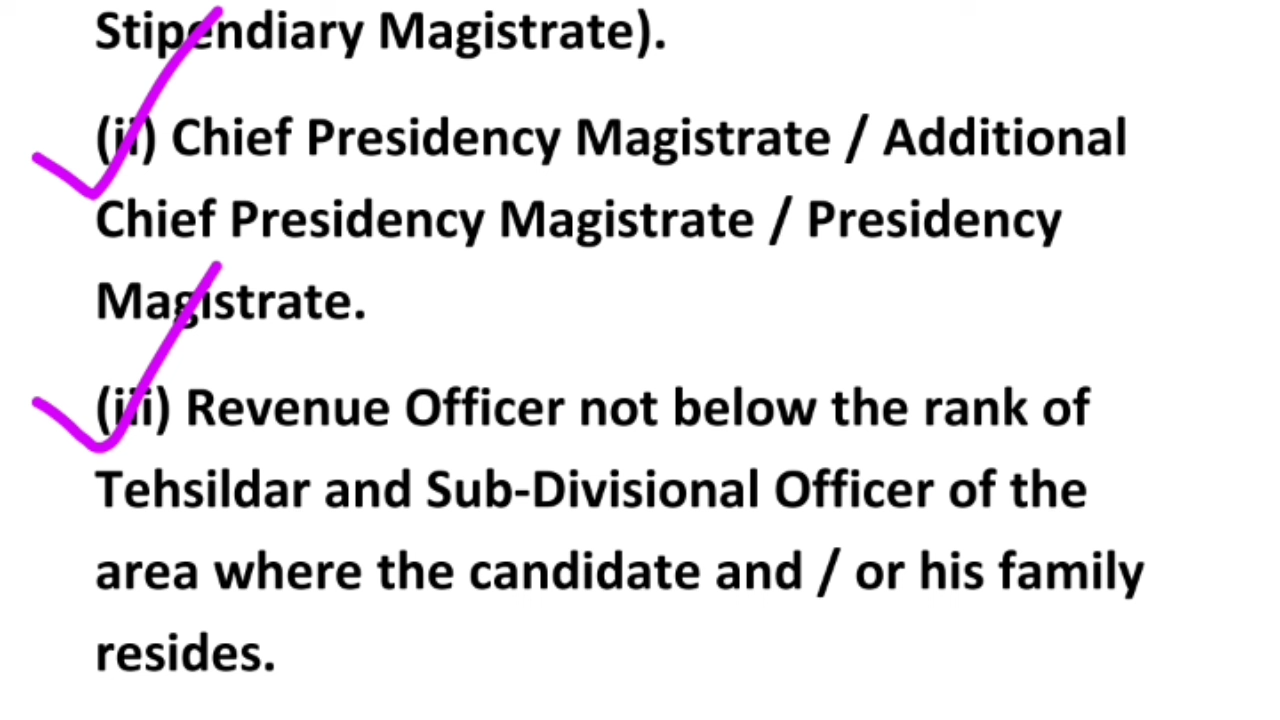 Stipendiary Magistrate).
(ii) Chief Presidency Magistrate / Additional
Chief Presidency Magistrate / Presidency
Magistrate.
(iii) Revenue Officer not below the rank of
Tehsildar and Sub-Divisional Officer of the
area where the candidate and / or his family
resides.